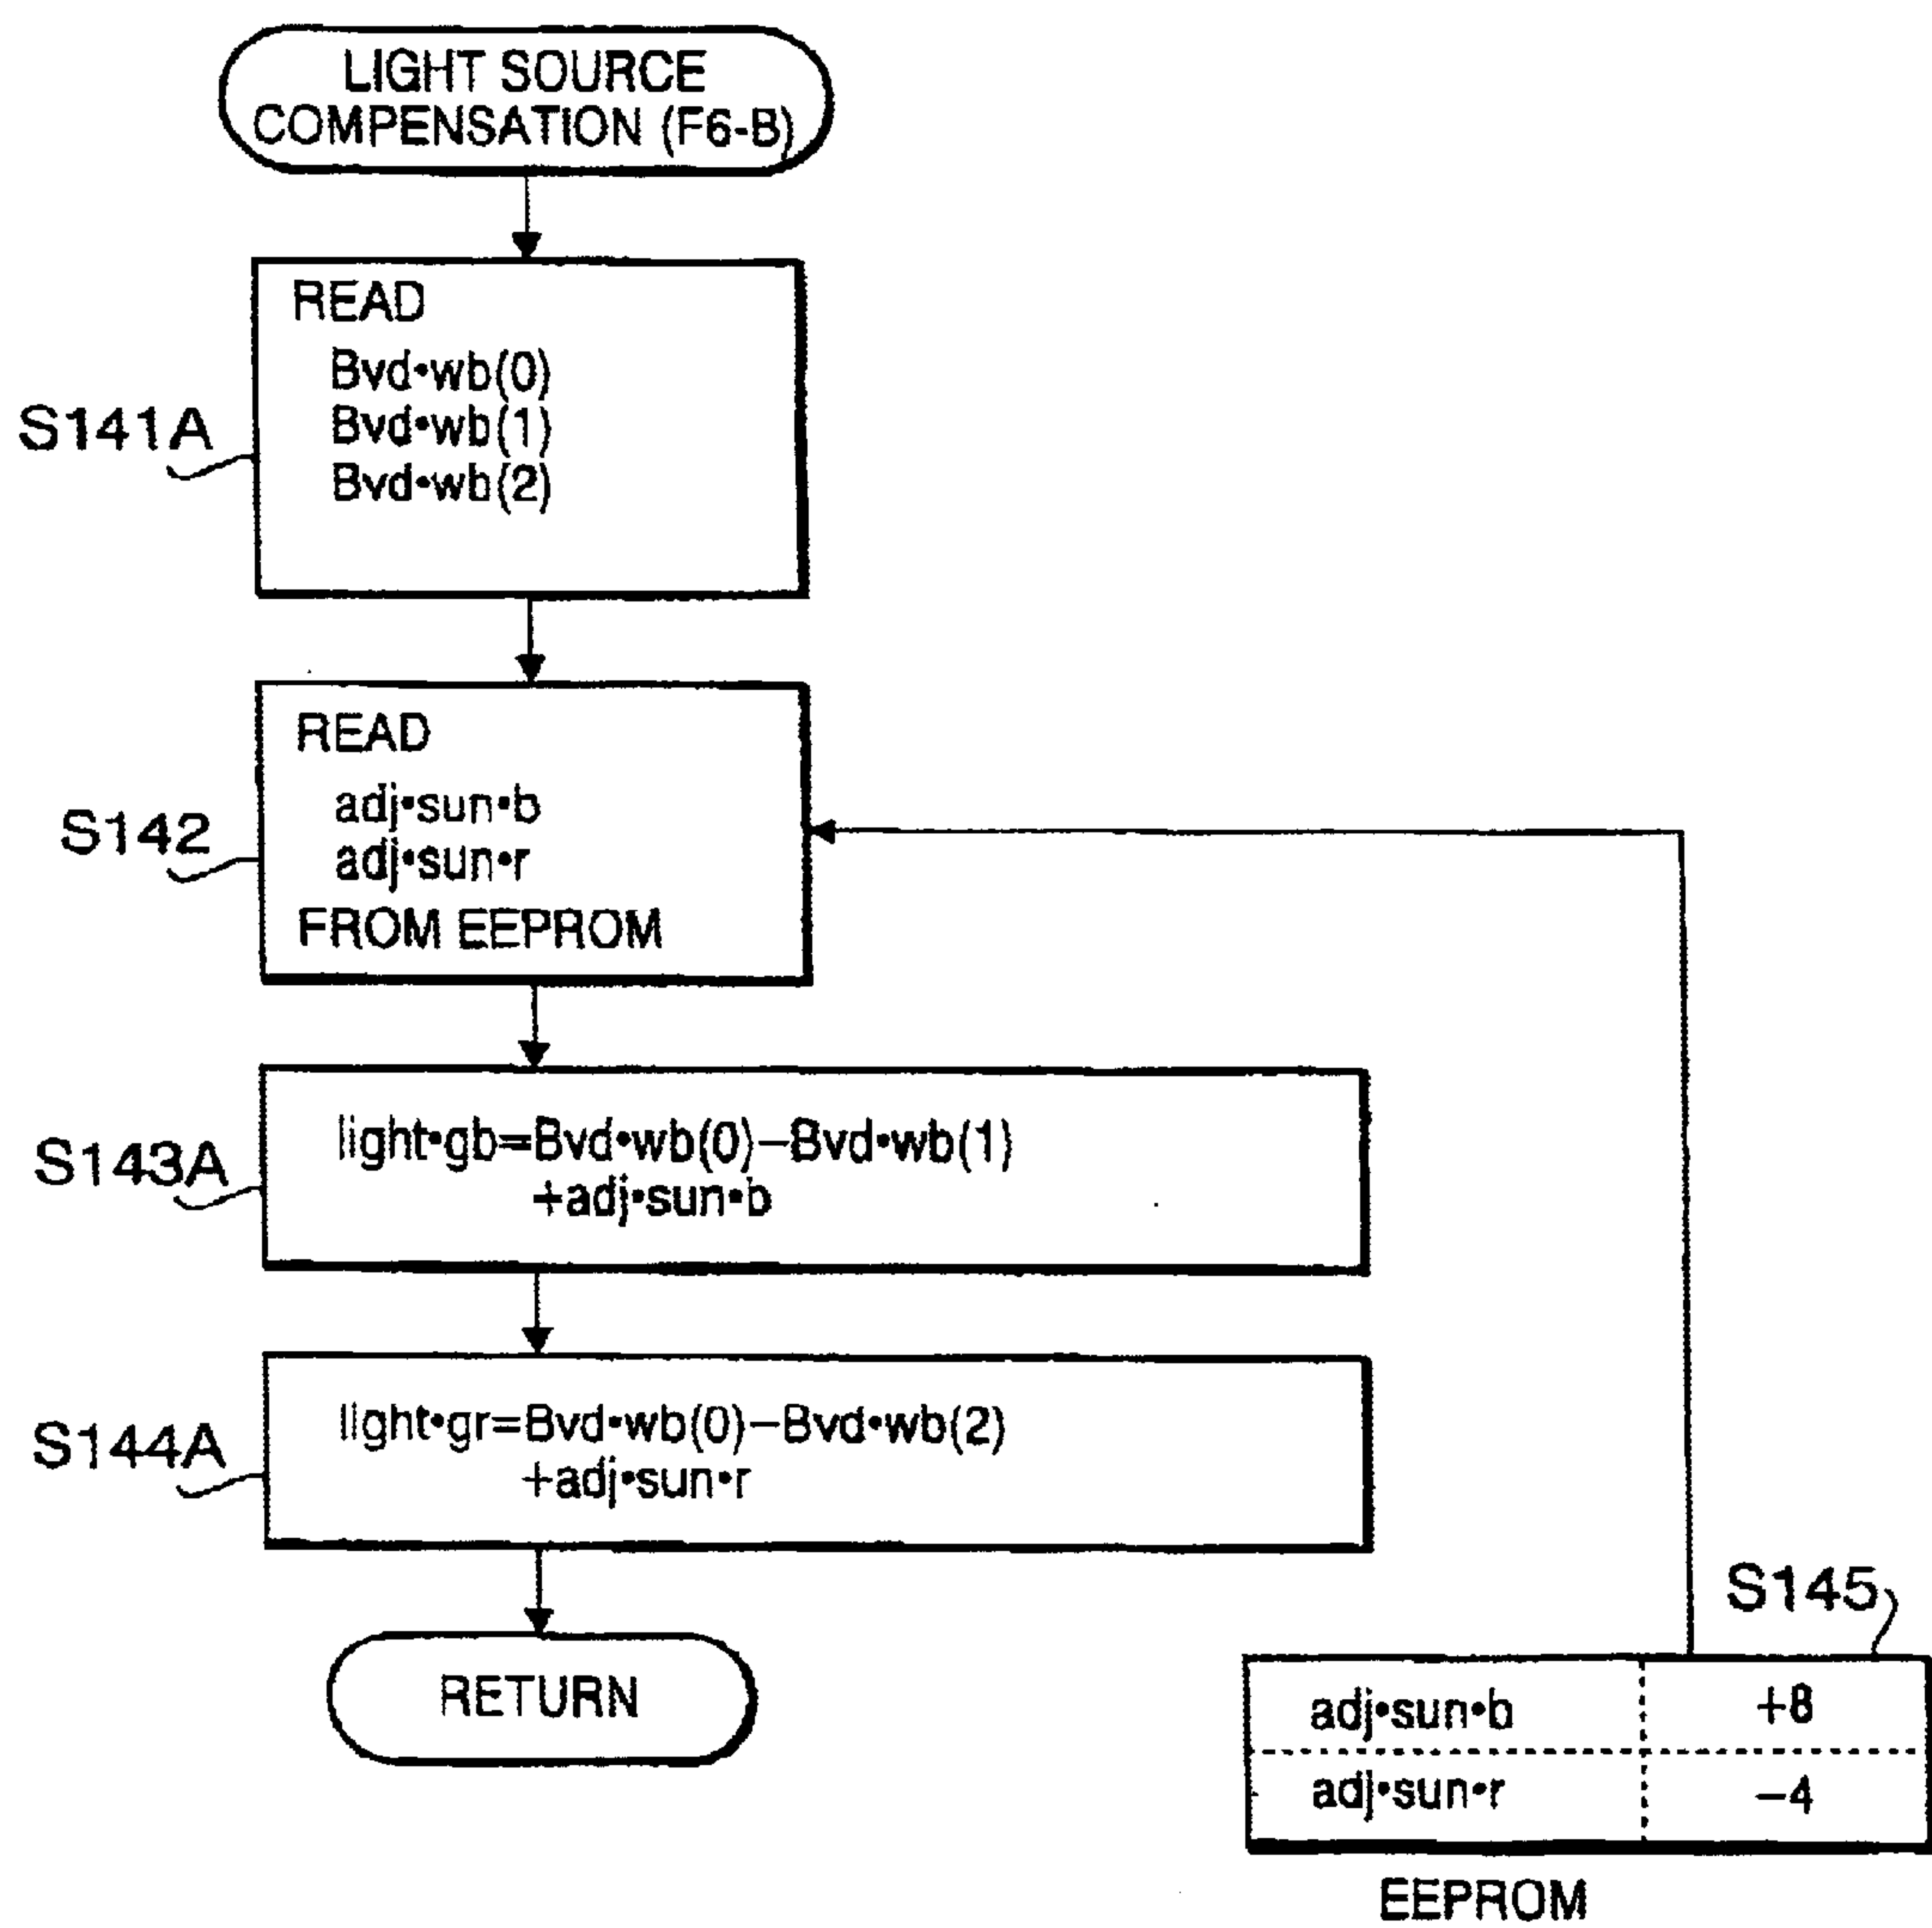 LIGHT SOURCE
COMPENSATION (F6-B)
READ
Bvd•wb(0)
Bvd•wb(1)
Bvd•wb(2)
S141A
READ
adj•sun•b
adj•sun•r
FROM EEPROM
S142
light•gb=Bvd•wb(0)−Bvd•wb(1)
+adj•sun•b
S143A
light•gr=Bvd•wb(0)−Bvd•wb(2)
+adj•sun•r
S144A
RETURN
S145
adj•sun•b +8
adj•sun•r −4
EEPROM